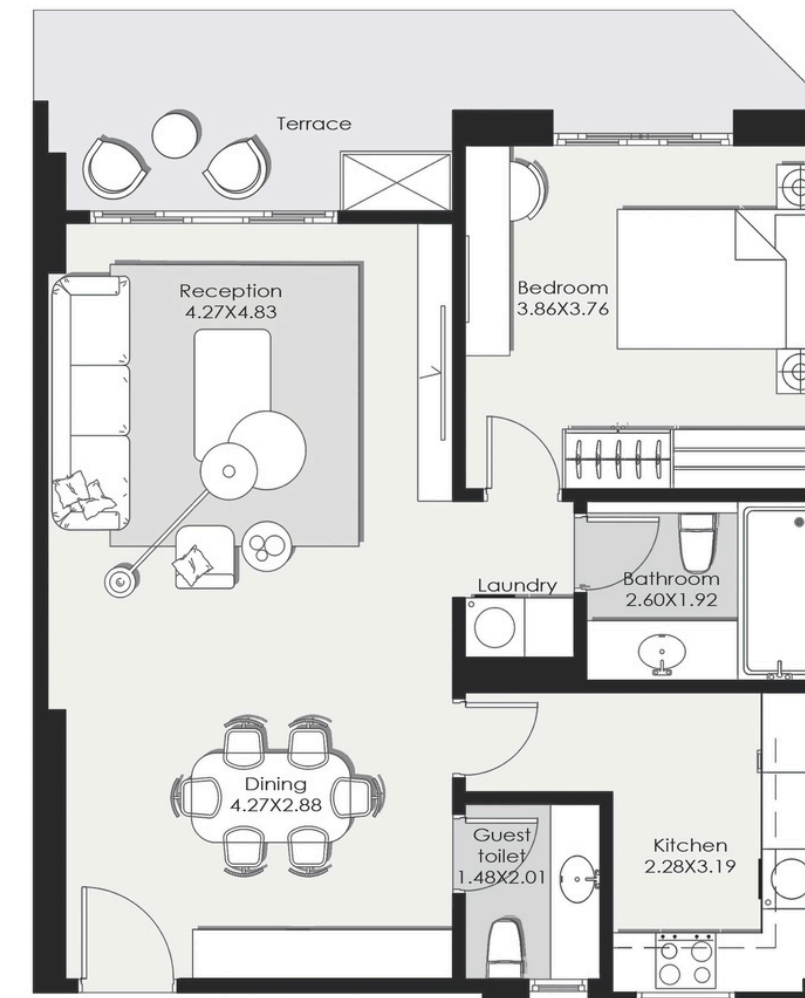 Terrace
Reception
4.27X4.83
Bedroom
3.86X3.76
Laundry
Bathroom
2.60X1.92
Dining
4.27X2.88
Guest
toilet
1.48X2.01
Kitchen
2.28X3.19